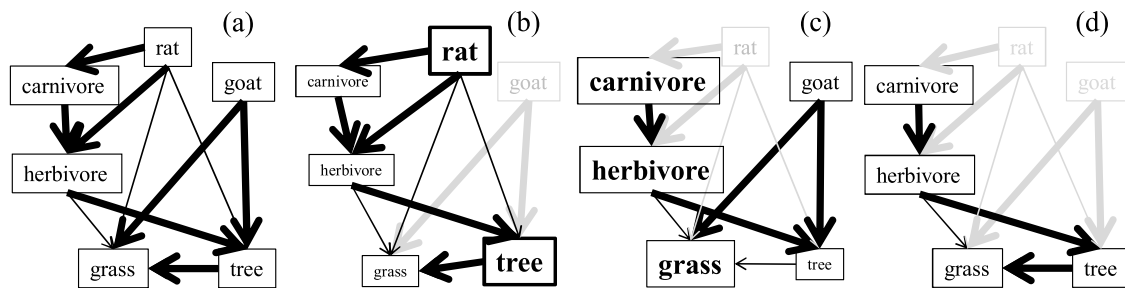 (a)
rat
carnivore
goat
herbivore
grass
tree
(b)
rat
carnivore
goat
herbivore
grass
tree
(c)
rat
carnivore
goat
herbivore
grass
tree
(d)
rat
carnivore
goat
herbivore
grass
tree